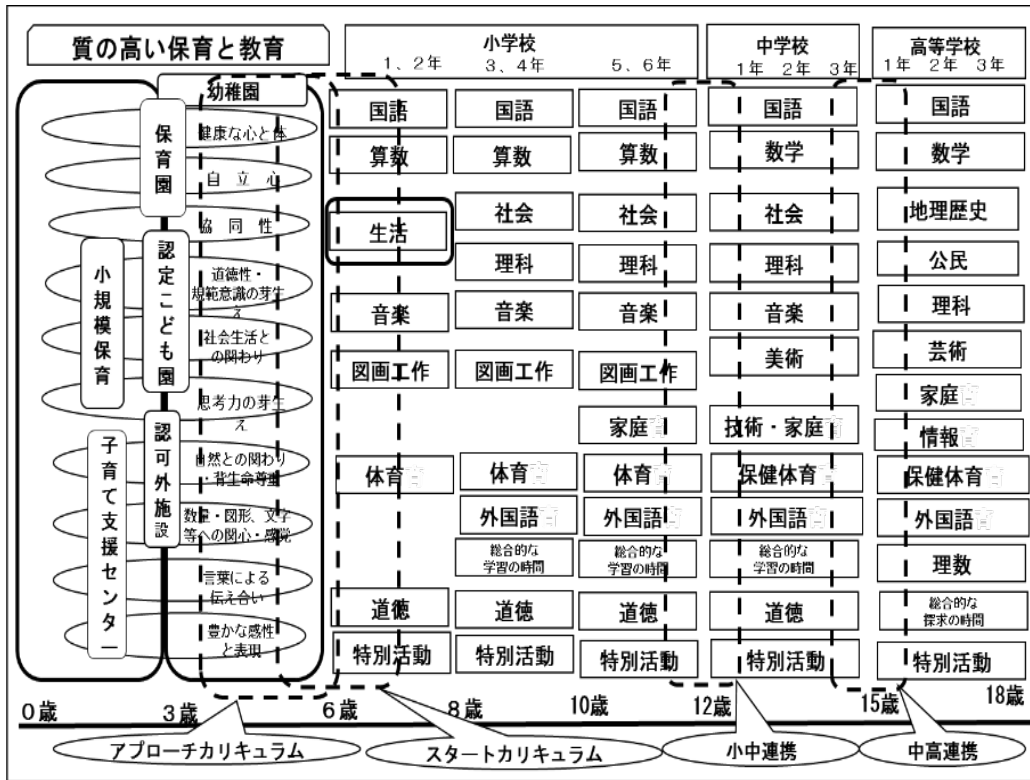 質の高い保育と教育
小学校
1、2年
3、4年
5、6年
中学校
1年 2年 3年
高等学校
1年 2年 3年
幼稚園
保育園
認定こども園
認可外施設
小規模保育
子育て支援センター
健康な心と体
自立心
協同性
道徳性・
規範意識の芽生
え
社会生活と
の関わり
思考力の芽生
え
自然との関わり
・背生命尊重
数量・図形、文字
等への関心・感覚
言葉による
伝え合い
豊かな感性
と表現
国語
算数
生活
音楽
図画工作
体育
道徳
特別活動
国語
算数
社会
理科
音楽
図画工作
体育
外国語
総合的な
学習の時間
道徳
特別活動
国語
算数
社会
理科
音楽
図画工作
家庭
体育
外国語
総合的な
学習の時間
道徳
特別活動
国語
数学
社会
理科
音楽
美術
技術・家庭
保健体育
外国語
総合的な
学習の時間
道徳
特別活動
国語
数学
地理歴史
公民
理科
芸術
家庭
情報
保健体育
外国語
理数
総合的な
探求の時間
特別活動
0歳
3歳
6歳
8歳
10歳
12歳
15歳
18歳
アプローチカリキュラム
スタートカリキュラム
小中連携
中高連携